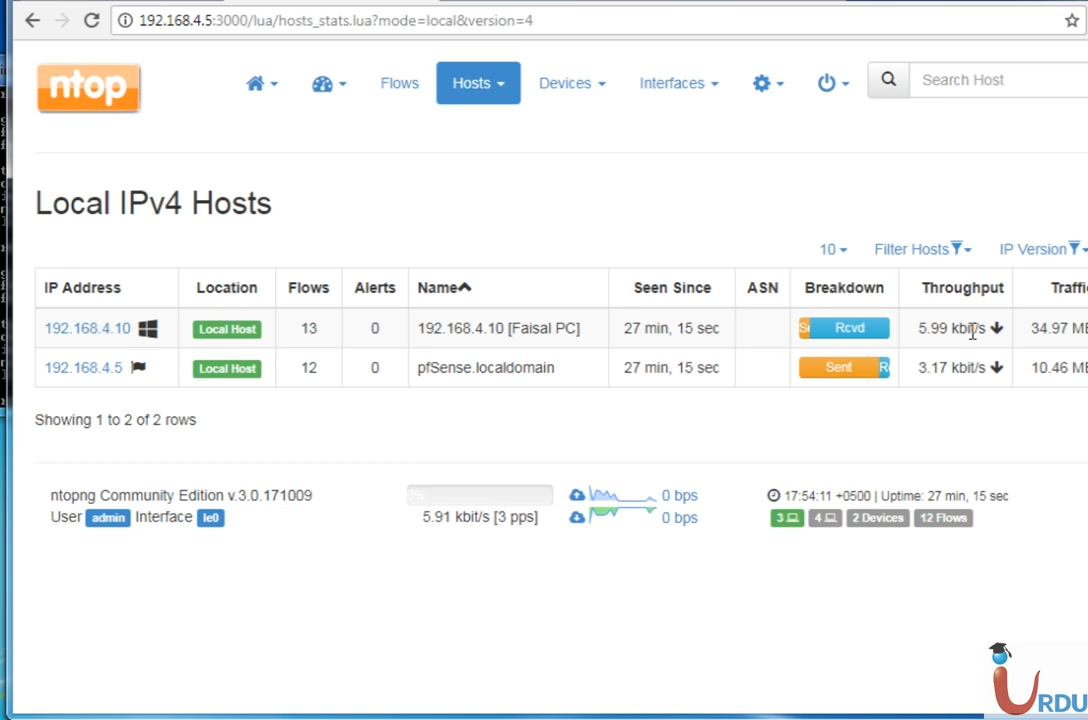 192.168.4.5:3000/lua/hosts_stats.lua?mode=local&version=4
ntop
Flows Hosts Devices Interfaces Search Host
Local IPv4 Hosts
10 Filter Hosts IP Version
IP Address Location Flows Alerts Name Seen Since ASN Breakdown Throughput Traffi
192.168.4.10 Local Host 13 0 192.168.4.10 [Faisal PC] 27 min, 15 sec Rcvd 5.99 kbit/s 34.97
192.168.4.5 Local Host 12 0 pfSense.localdomain 27 min, 15 sec Sent 3.17 kbit/s 10.46
Showing 1 to 2 of 2 rows
ntopng Community Edition v.3.0.171009
User admin Interface le0
0%
5.91 kbit/s [3 pps]
0 bps
0 bps
17:54:11 +0500 | Uptime: 27 min, 15 sec
3 4 2 Devices 12 Flows
URDU